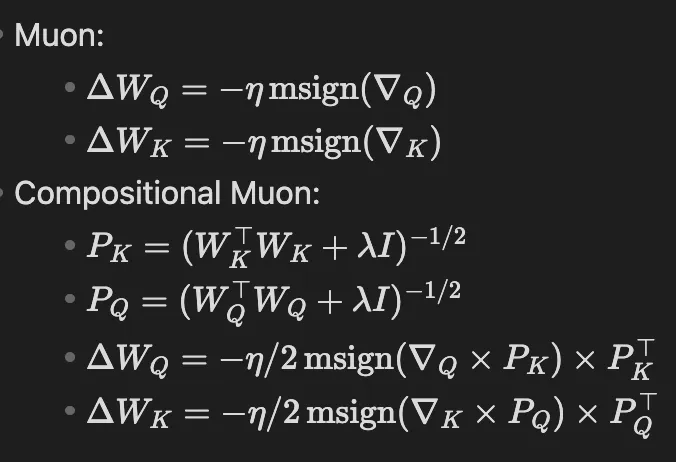 Muon:
ΔW_Q = −η msign(∇_Q)
ΔW_K = −η msign(∇_K)
Compositional Muon:
P_K = (W_K^⊤ W_K + λI)^{−1/2}
P_Q = (W_Q^⊤ W_Q + λI)^{−1/2}
ΔW_Q = −η/2 msign(∇_Q × P_K) × P_K^⊤
ΔW_K = −η/2 msign(∇_K × P_Q) × P_Q^⊤